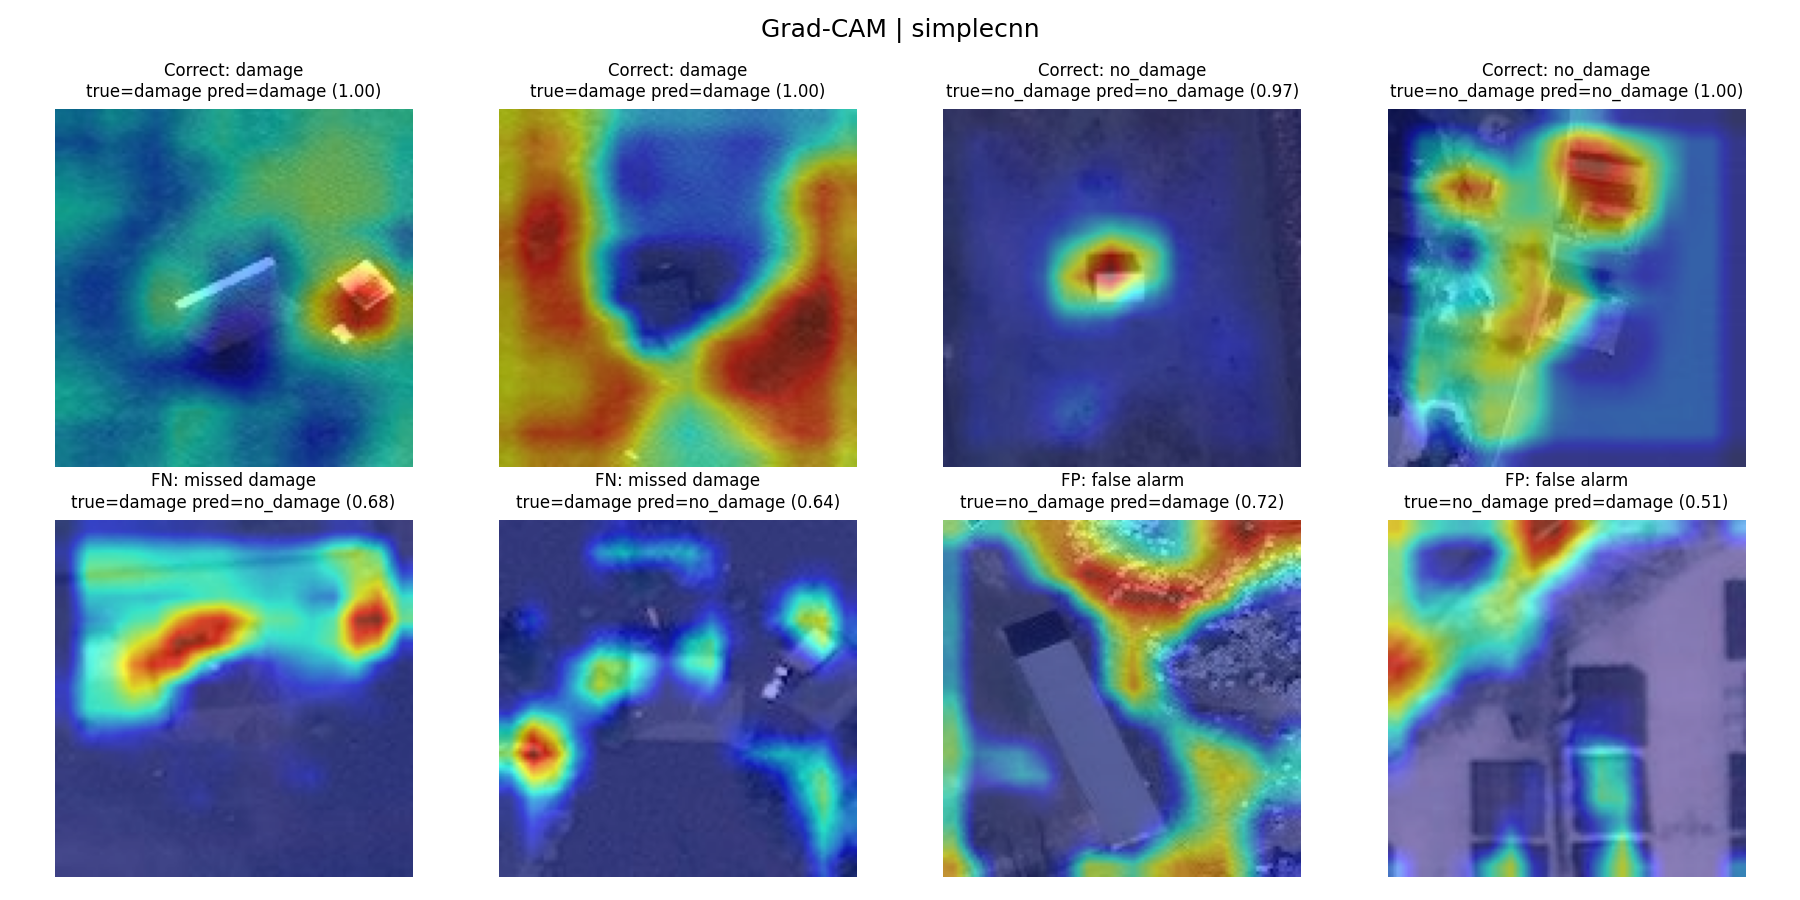 Grad-CAM | simplecnn
Correct: damage
true=damage pred=damage (1.00)
Correct: damage
true=damage pred=damage (1.00)
Correct: no_damage
true=no_damage pred=no_damage (0.97)
Correct: no_damage
true=no_damage pred=no_damage (1.00)
FN: missed damage
true=damage pred=no_damage (0.68)
FN: missed damage
true=damage pred=no_damage (0.64)
FP: false alarm
true=no_damage pred=damage (0.72)
FP: false alarm
true=no_damage pred=damage (0.51)